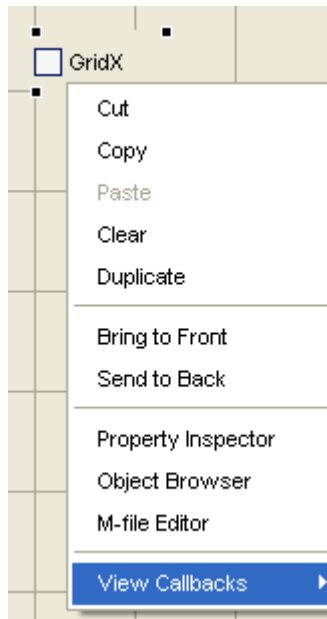 GridX
Cut
Copy
Paste
Clear
Duplicate
Bring to Front
Send to Back
Property Inspector
Object Browser
M-file Editor
View Callbacks